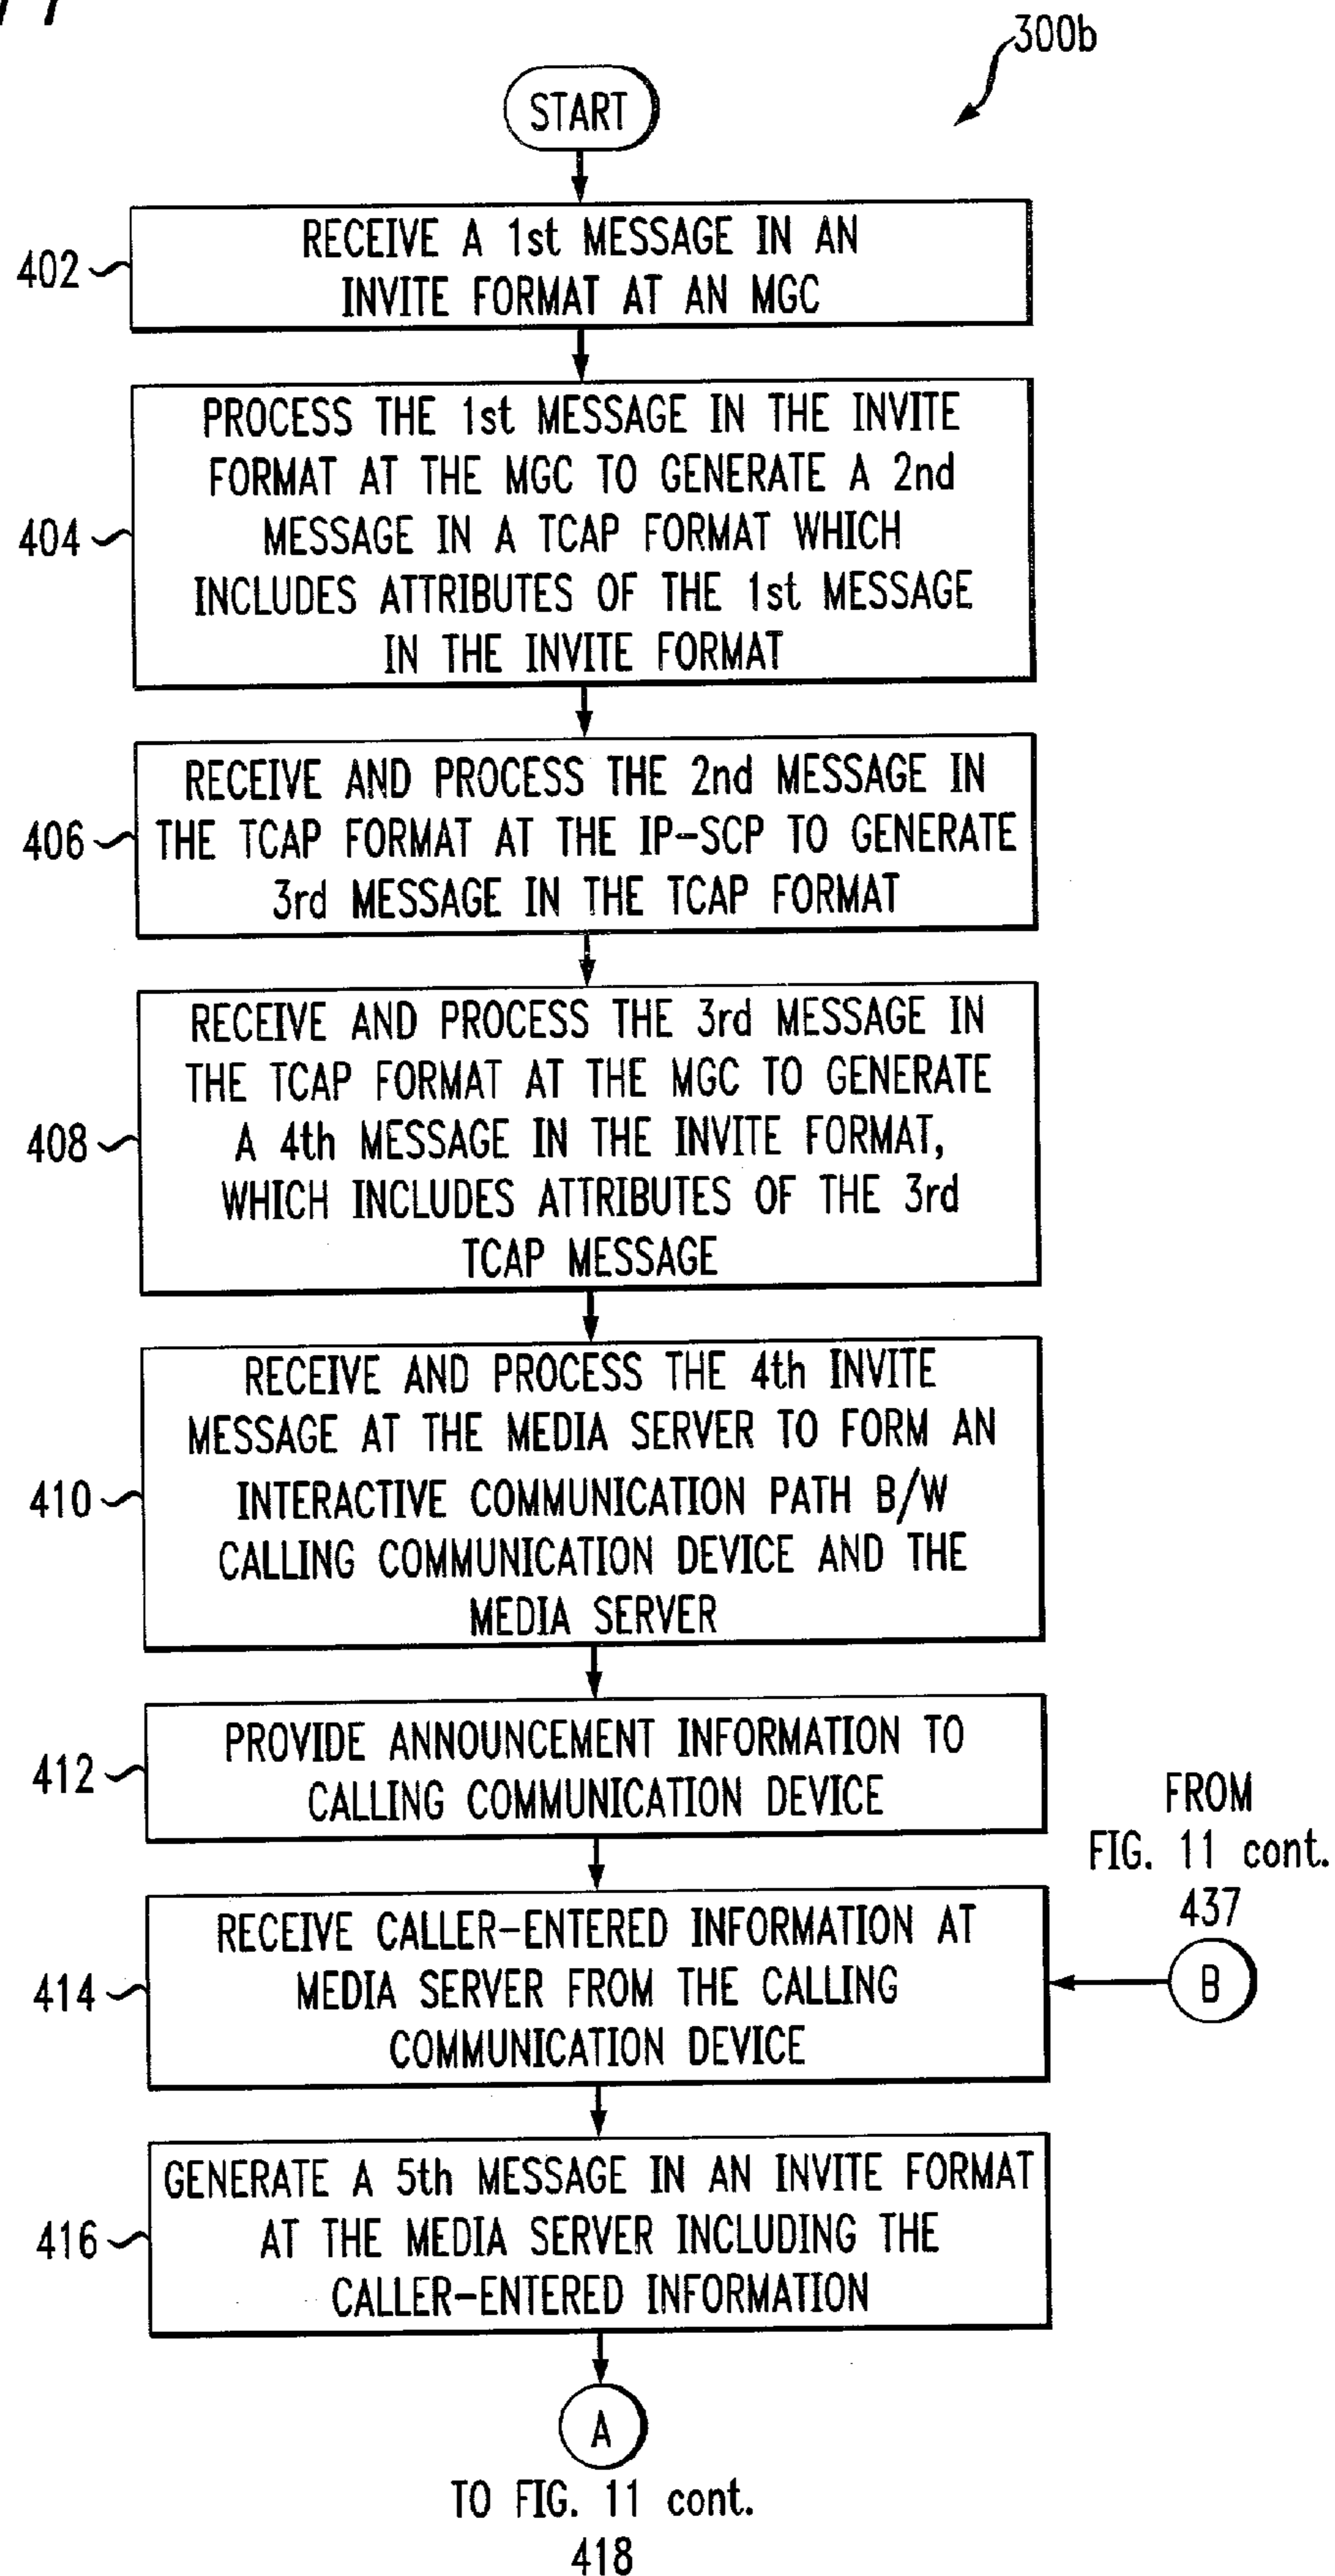 300b
START
402
RECEIVE A 1st MESSAGE IN AN
INVITE FORMAT AT AN MGC
404
PROCESS THE 1st MESSAGE IN THE INVITE
FORMAT AT THE MGC TO GENERATE A 2nd
MESSAGE IN A TCAP FORMAT WHICH
INCLUDES ATTRIBUTES OF THE 1st MESSAGE
IN THE INVITE FORMAT
406
RECEIVE AND PROCESS THE 2nd MESSAGE IN
THE TCAP FORMAT AT THE IP-SCP TO GENERATE
3rd MESSAGE IN THE TCAP FORMAT
408
RECEIVE AND PROCESS THE 3rd MESSAGE IN
THE TCAP FORMAT AT THE MGC TO GENERATE
A 4th MESSAGE IN THE INVITE FORMAT,
WHICH INCLUDES ATTRIBUTES OF THE 3rd
TCAP MESSAGE
410
RECEIVE AND PROCESS THE 4th INVITE
MESSAGE AT THE MEDIA SERVER TO FORM AN
INTERACTIVE COMMUNICATION PATH B/W
CALLING COMMUNICATION DEVICE AND THE
MEDIA SERVER
412
PROVIDE ANNOUNCEMENT INFORMATION TO
CALLING COMMUNICATION DEVICE
FROM
FIG. 11 cont.
437
B
414
RECEIVE CALLER-ENTERED INFORMATION AT
MEDIA SERVER FROM THE CALLING
COMMUNICATION DEVICE
416
GENERATE A 5th MESSAGE IN AN INVITE FORMAT
AT THE MEDIA SERVER INCLUDING THE
CALLER-ENTERED INFORMATION
A
TO FIG. 11 cont.
418